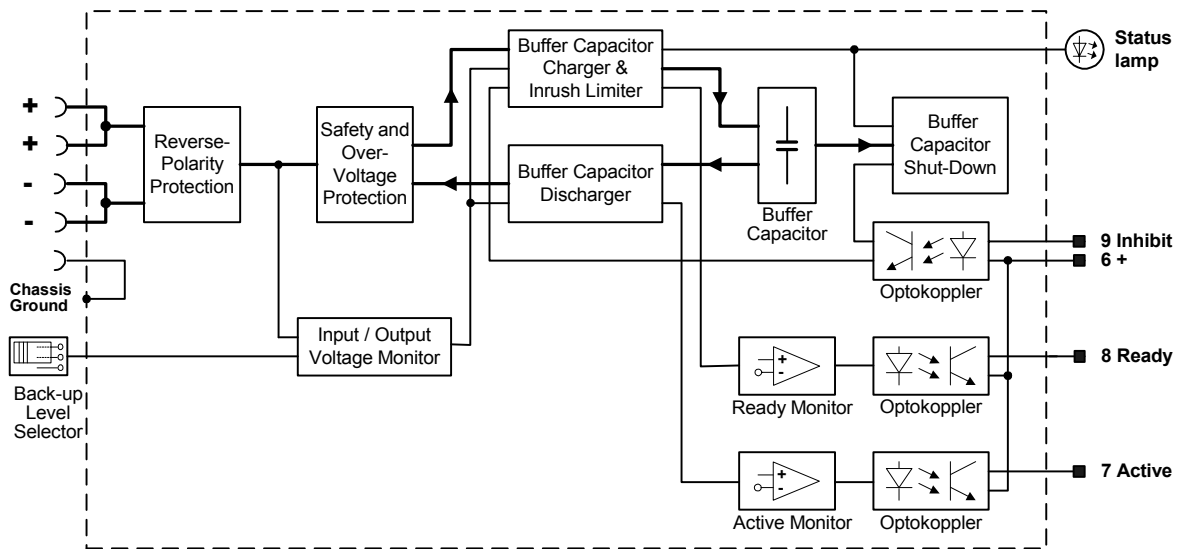 Buffer Capacitor
Charger &
Inrush Limiter
Status
lamp
+
+
-
-
Reverse-
Polarity
Protection
Safety and
Over-
Voltage
Protection
Buffer Capacitor
Discharger
Buffer
Capacitor
Buffer
Capacitor
Shut-Down
Chassis
Ground
9 Inhibit
6 +
Optokoppler
Input / Output
Voltage Monitor
Back-up
Level
Selector
+
-
Ready Monitor
Optokoppler
8 Ready
+
-
Active Monitor
Optokoppler
7 Active